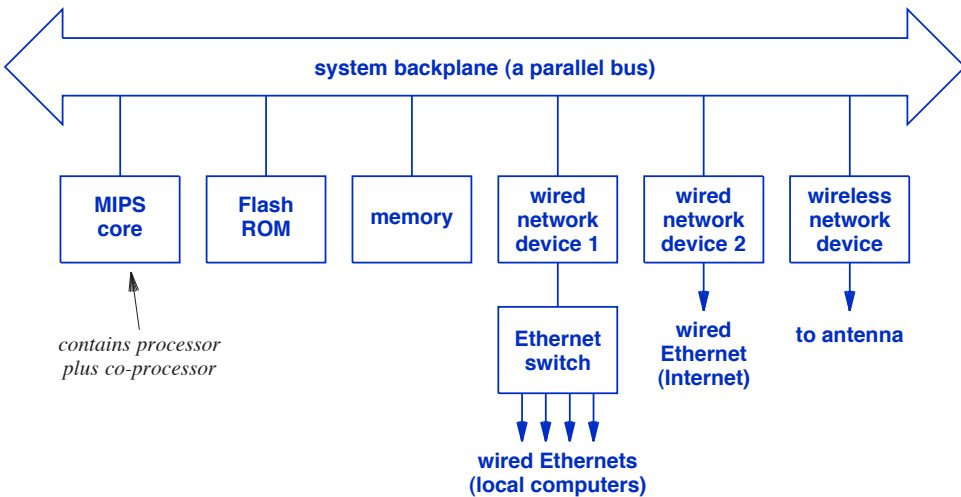 system backplane (a parallel bus)
MIPS
core
Flash
ROM
memory
wired
network
device 1
wired
network
device 2
wireless
network
device
contains processor
plus co-processor
Ethernet
switch
wired
Ethernet
(Internet)
to antenna
wired Ethernets
(local computers)